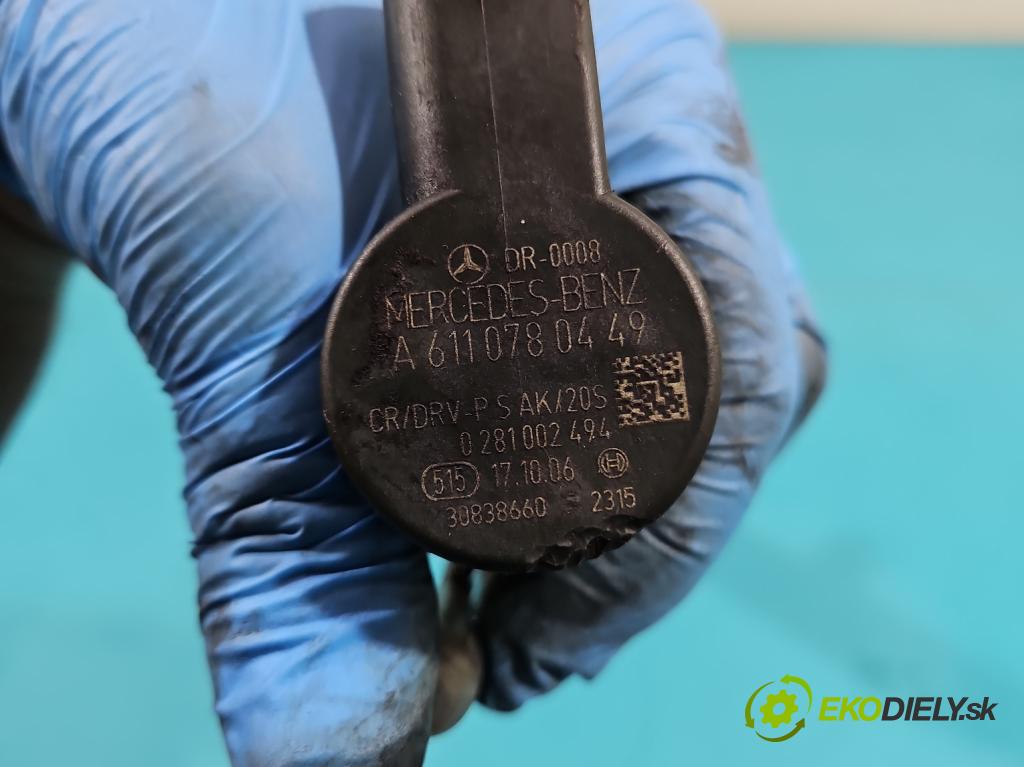 DR-0008
MERCEDES-BENZ
A 611 078 04 49
CR/DRV-P S AK/20S
0 281 002 494
515 17.10.06
30838660 2315
EKODIELY.sk